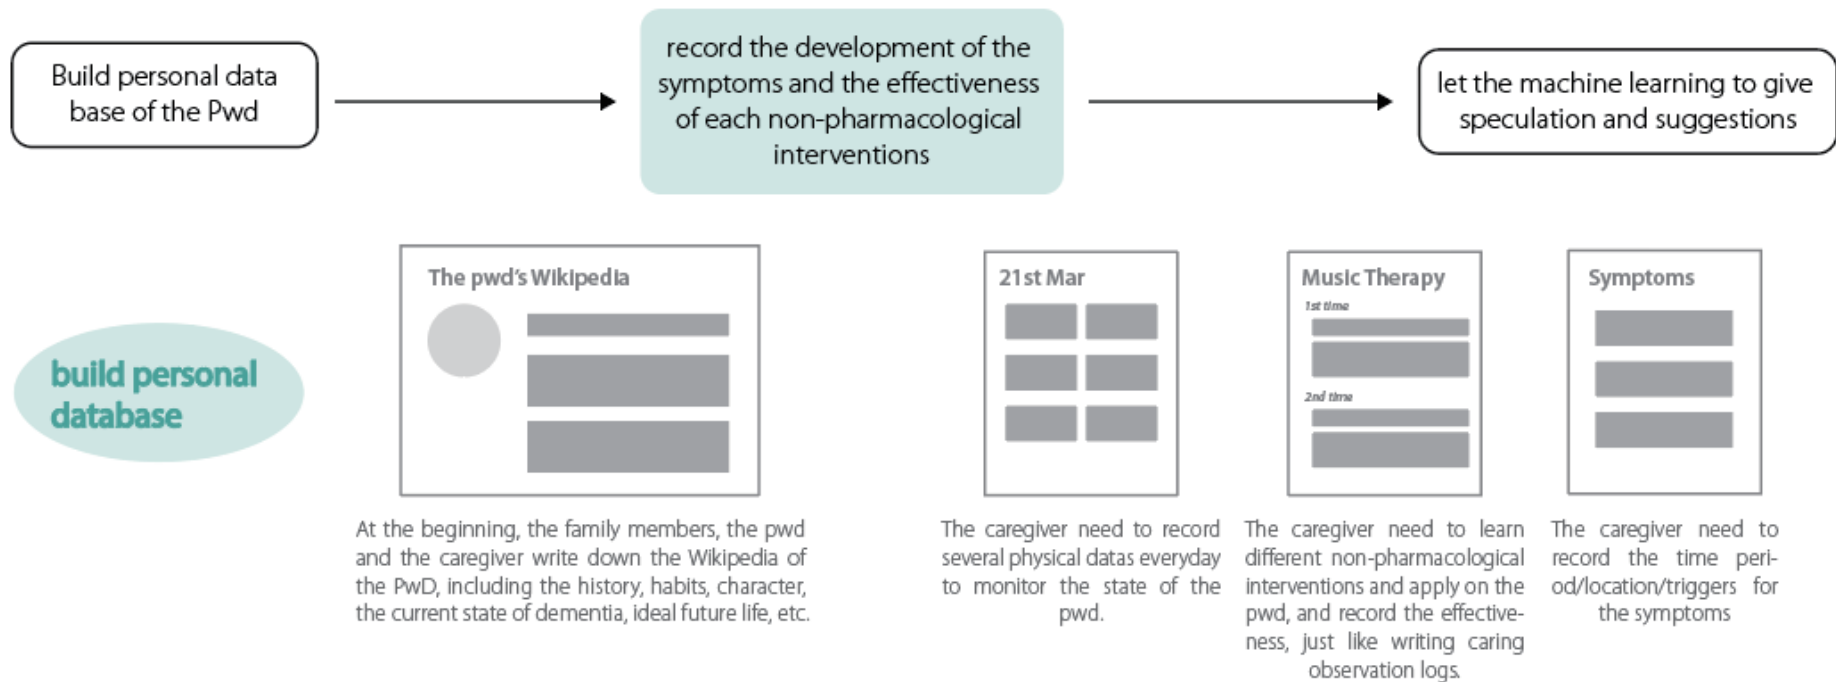 Build personal data
base of the Pwd
record the development of the
symptoms and the effectiveness
of each non-pharmacological
interventions
let the machine learning to give
speculation and suggestions
build personal
database
The pwd's Wikipedia
At the beginning, the family members, the pwd
and the caregiver write down the Wikipedia of
the PwD, including the history, habits, character,
the current state of dementia, ideal future life, etc.
21st Mar
The caregiver need to record
several physical datas everyday
to monitor the state of the
pwd.
Music Therapy
1st time
2nd time
The caregiver need to learn
different non-pharmacological
interventions and apply on the
pwd, and record the effective-
ness, just like writing caring
observation logs.
Symptoms
The caregiver need to
record the time peri-
od/location/triggers for
the symptoms